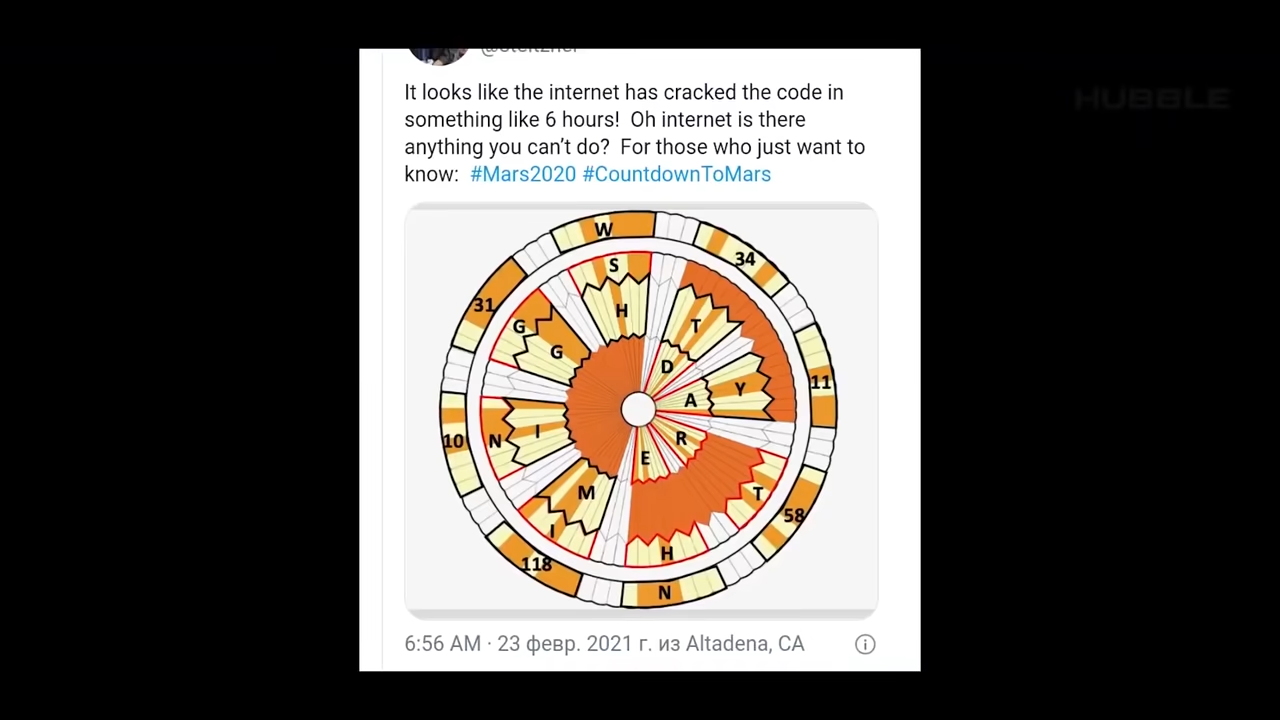 HUBBLE
It looks like the internet has cracked the code in
something like 6 hours! Oh internet is there
anything you can’t do? For those who just want to
know: #Mars2020 #CountdownToMars
W
34
S
H
T
31
G
G
D
11
A
Y
R
10
N
I
E
M
T
58
I
H
118
N
6:56 AM · 23 февр. 2021 г. из Altadena, CA